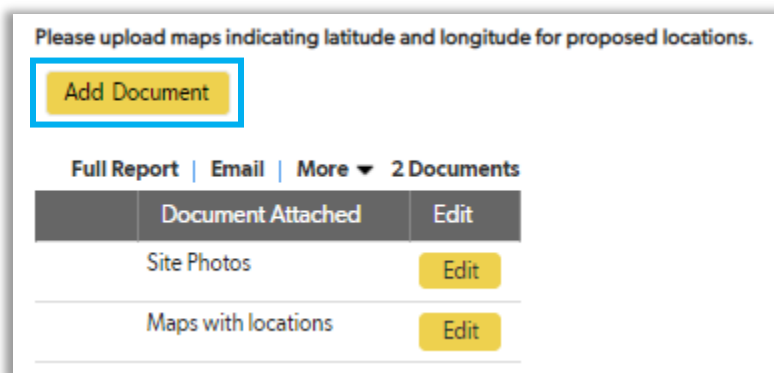 Please upload maps indicating latitude and longitude for proposed locations.
Add Document
Full Report | Email | More 2 Documents
Document Attached Edit
Site Photos Edit
Maps with locations Edit